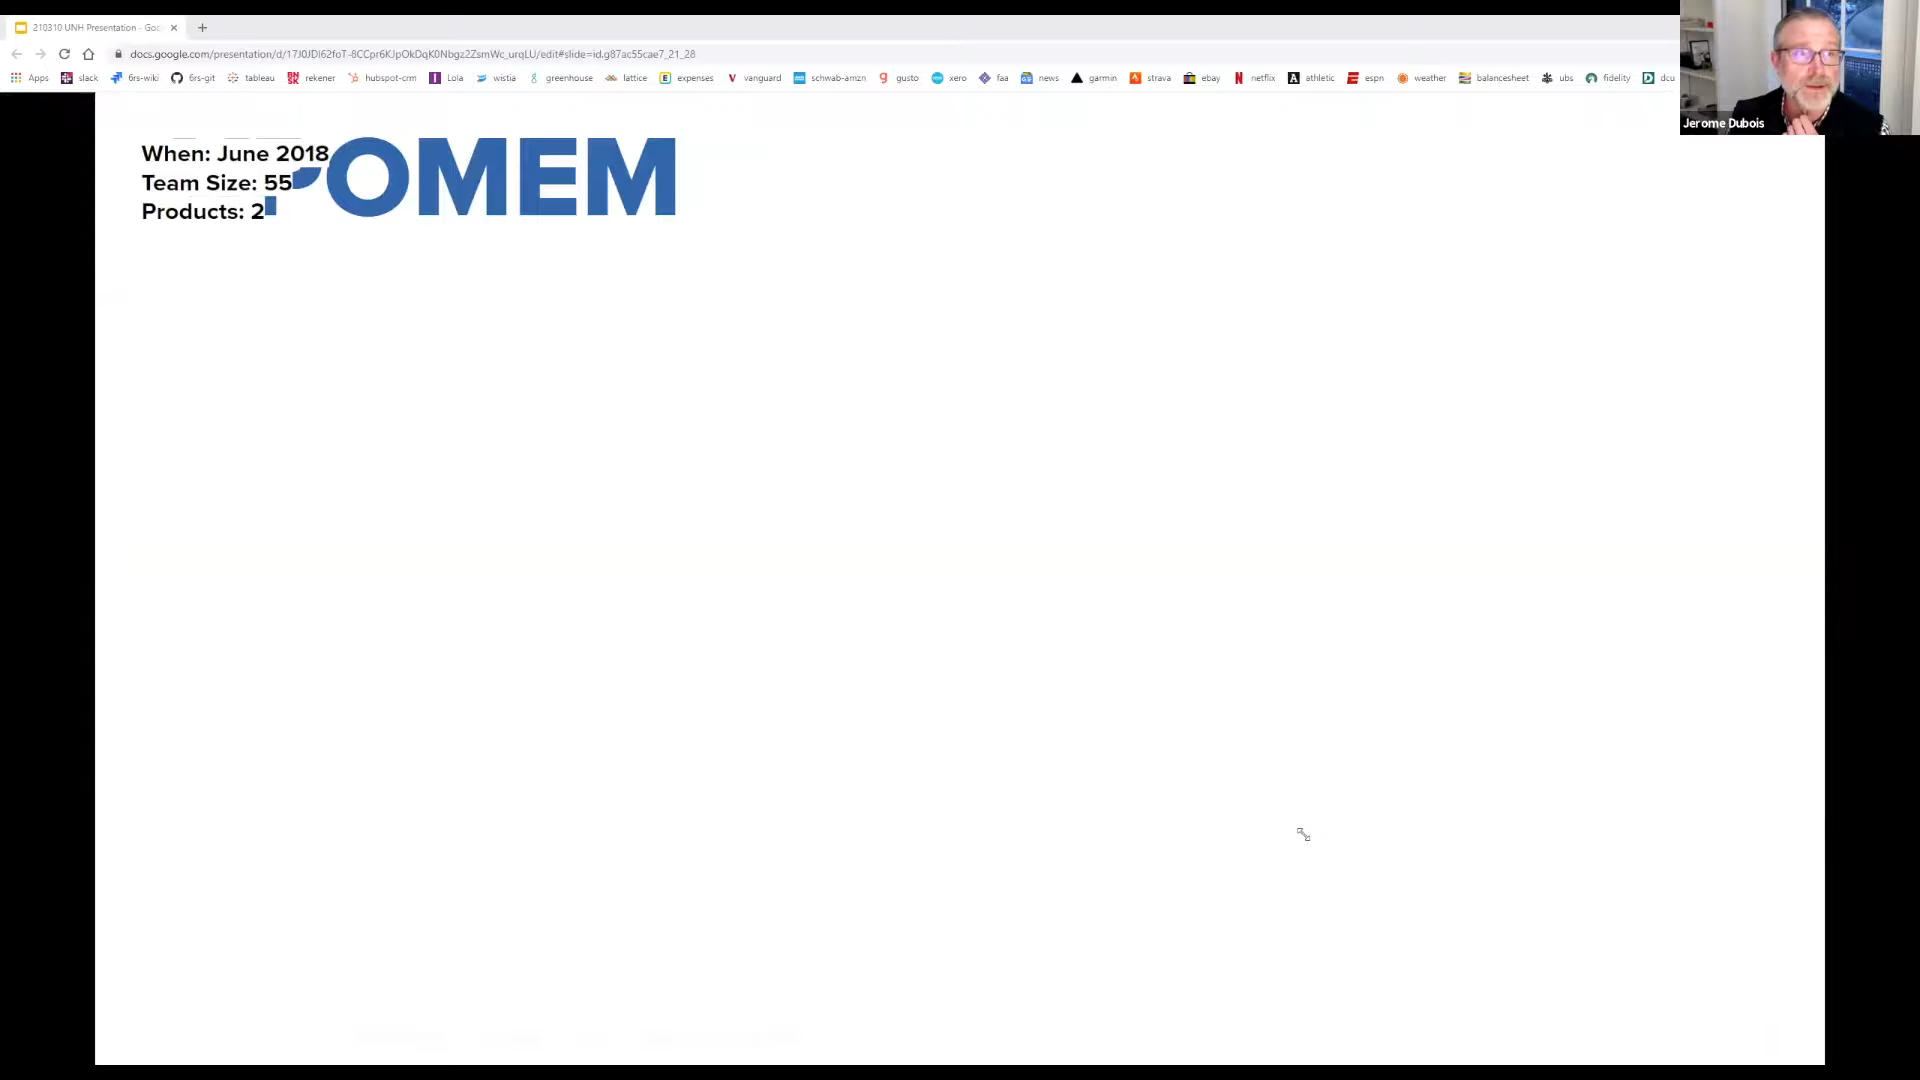 210310 UNH Presentation - Goo
docs.google.com/presentation/d/17J0JDl62foT-8CCpr6KJpOkDqK0Nbgz2ZsmWc_urqLU/edit#slide=id.g87ac55cae7_21_28
Apps slack 6rs-wiki 6rs-git tableau rekener hubspot-crm Lola wistia greenhouse lattice expenses vanguard schwab-amzn gusto xero faa news garmin strava ebay netflix athletic espn weather balancesheet ubs fidelity dcu
Jerome Dubois
When: June 2018
Team Size: 55
Products: 2
POMEM